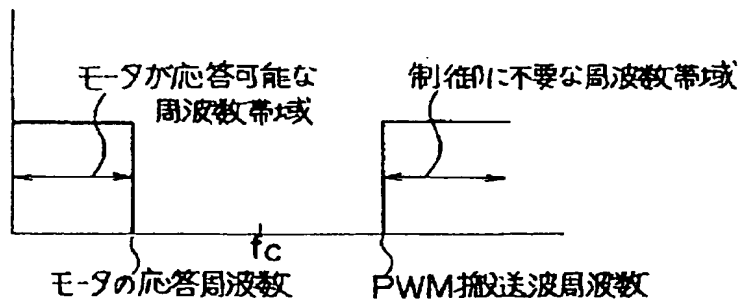 モータが応答可能な
周波数帯域
制御に不要な周波数帯域
fc
モータの応答周波数
PWM搬送波周波数